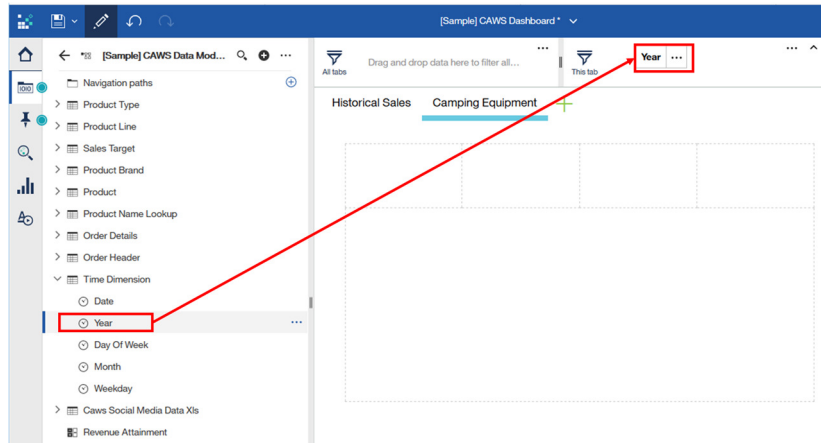 [Sample] CAWS Dashboard *
[Sample] CAWS Data Mod...
All tabs
Drag and drop data here to filter all...
This tab
Year
Historical Sales
Camping Equipment
Navigation paths
Product Type
Product Line
Sales Target
Product Brand
Product
Product Name Lookup
Order Details
Order Header
Time Dimension
Date
Year
Day Of Week
Month
Weekday
Caws Social Media Data Xls
Revenue Attainment